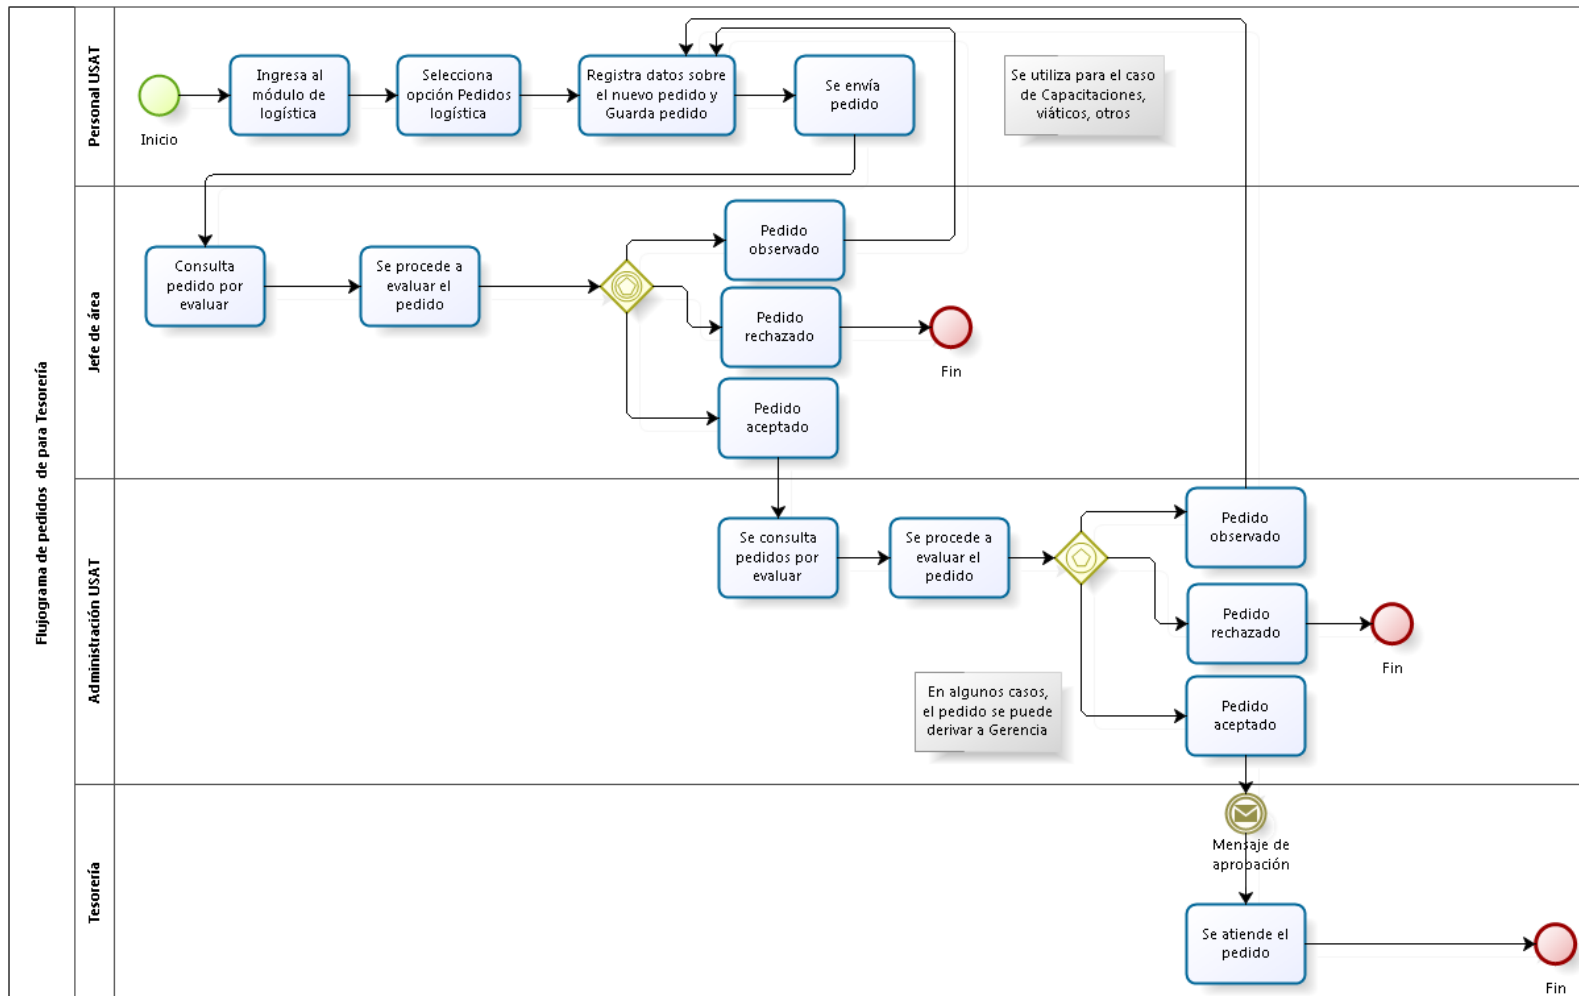 Flujograma de pedidos de para Tesorería
Personal USAT
Inicio
Ingresa al
módulo de
logística
Selecciona
opción Pedidos
logística
Registra datos sobre
el nuevo pedido y
Guarda pedido
Se envía
pedido
Se utiliza para el caso
de Capacitaciones,
viáticos, otros
Jefe de área
Consulta
pedido por
evaluar
Se procede a
evaluar el
pedido
Pedido
observado
Pedido
rechazado
Fin
Pedido
aceptado
Administración USAT
Se consulta
pedidos por
evaluar
Se procede a
evaluar el
pedido
Pedido
observado
Pedido
rechazado
Fin
En algunos casos,
el pedido se puede
derivar a Gerencia
Pedido
aceptado
Tesorería
Mensaje de
aprobación
Se atiende el
pedido
Fin